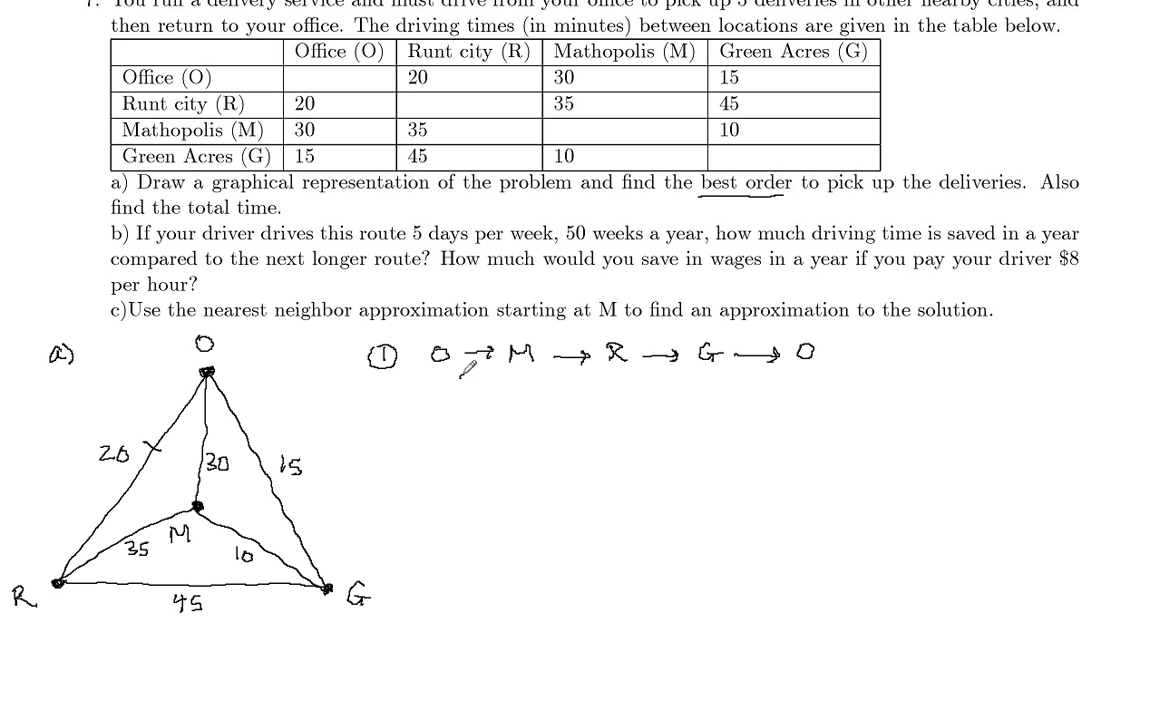 then return to your office. The driving times (in minutes) between locations are given in the table below.
Office (O) Runt city (R) Mathopolis (M) Green Acres (G)
Office (O) 20 30 15
Runt city (R) 20 35 45
Mathopolis (M) 30 35 10
Green Acres (G) 15 45 10
a) Draw a graphical representation of the problem and find the best order to pick up the deliveries. Also
find the total time.
b) If your driver drives this route 5 days per week, 50 weeks a year, how much driving time is saved in a year
compared to the next longer route? How much would you save in wages in a year if you pay your driver $8
per hour?
c)Use the nearest neighbor approximation starting at M to find an approximation to the solution.
a) O ① O → M → R → G → O
20 30 15
35 M 10
R 45 G